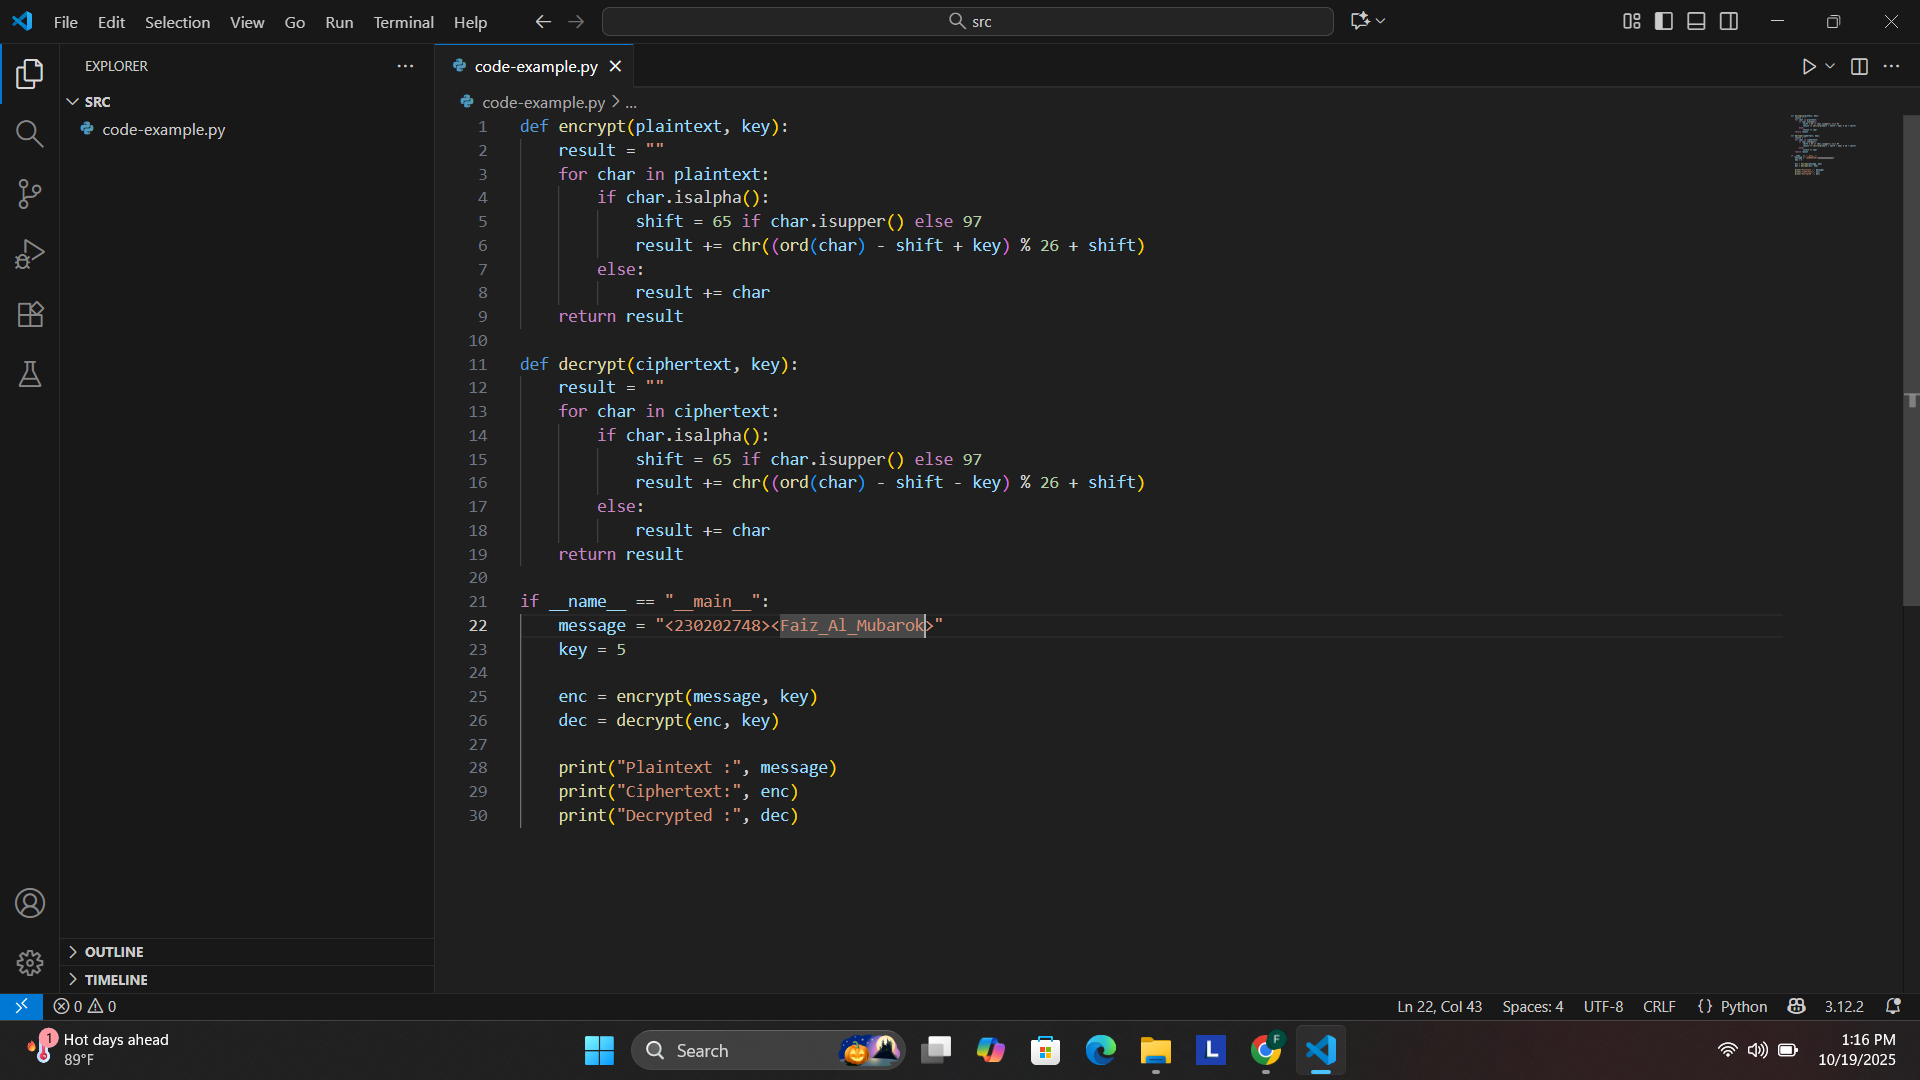 File Edit Selection View Go Run Terminal Help
src
EXPLORER
SRC
code-example.py
code-example.py
code-example.py > ...
1 def encrypt(plaintext, key):
2     result = ""
3     for char in plaintext:
4         if char.isalpha():
5             shift = 65 if char.isupper() else 97
6             result += chr((ord(char) - shift + key) % 26 + shift)
7         else:
8             result += char
9     return result
10
11 def decrypt(ciphertext, key):
12     result = ""
13     for char in ciphertext:
14         if char.isalpha():
15             shift = 65 if char.isupper() else 97
16             result += chr((ord(char) - shift - key) % 26 + shift)
17         else:
18             result += char
19     return result
20
21 if __name__ == "__main__":
22     message = "<230202748><Faiz_Al_Mubarok>"
23     key = 5
24
25     enc = encrypt(message, key)
26     dec = decrypt(enc, key)
27
28     print("Plaintext :", message)
29     print("Ciphertext:", enc)
30     print("Decrypted :", dec)
OUTLINE
TIMELINE
0 0
Ln 22, Col 43 Spaces: 4 UTF-8 CRLF {} Python 3.12.2
1
Hot days ahead
89°F
Search
L
F
1:16 PM
10/19/2025